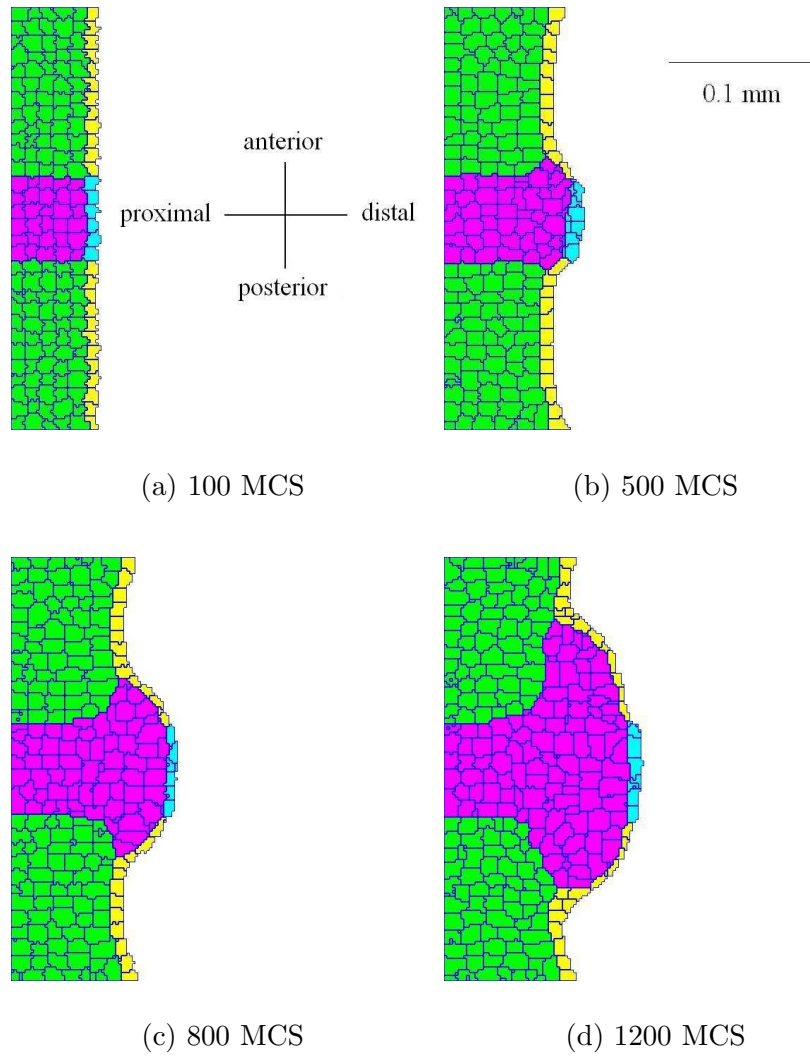 0.1 mm
anterior
proximal distal
posterior
(a) 100 MCS
(b) 500 MCS
(c) 800 MCS
(d) 1200 MCS